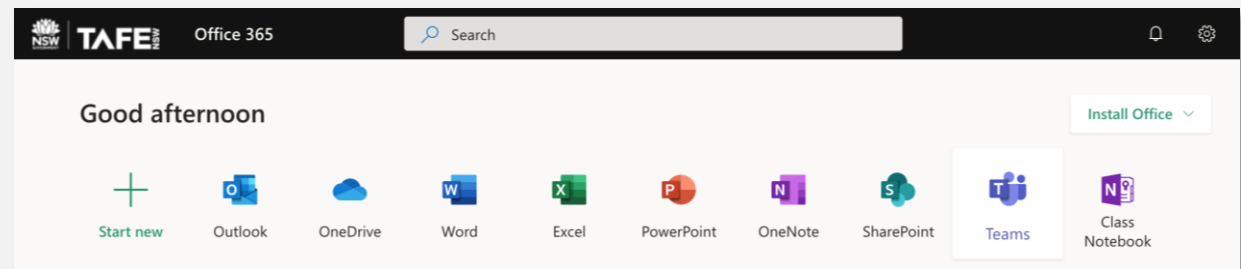 NSW TAFE NSW Office 365 Search
Good afternoon
Install Office
Start new
Outlook
OneDrive
Word
Excel
PowerPoint
OneNote
SharePoint
Teams
Class
Notebook